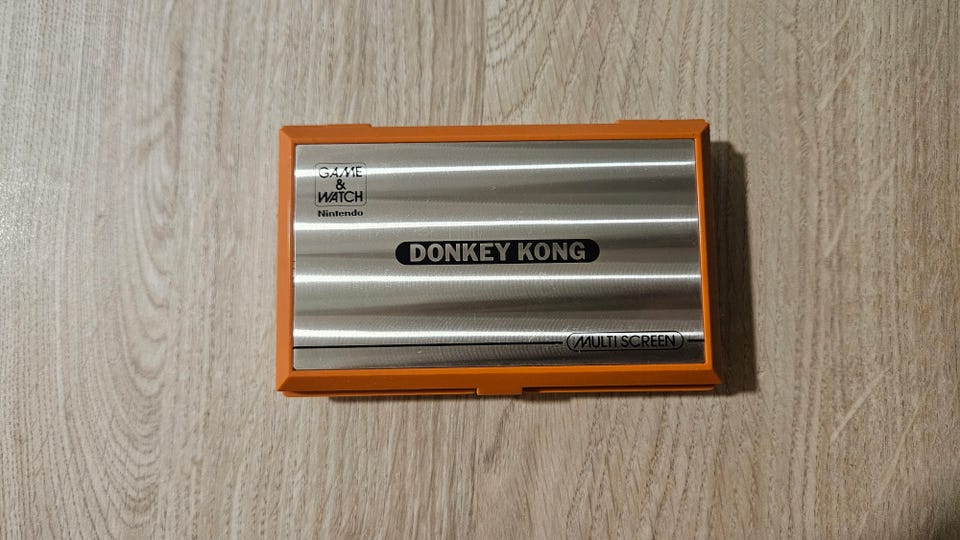 GAME
&
WATCH
Nintendo
DONKEY KONG
MULTI SCREEN